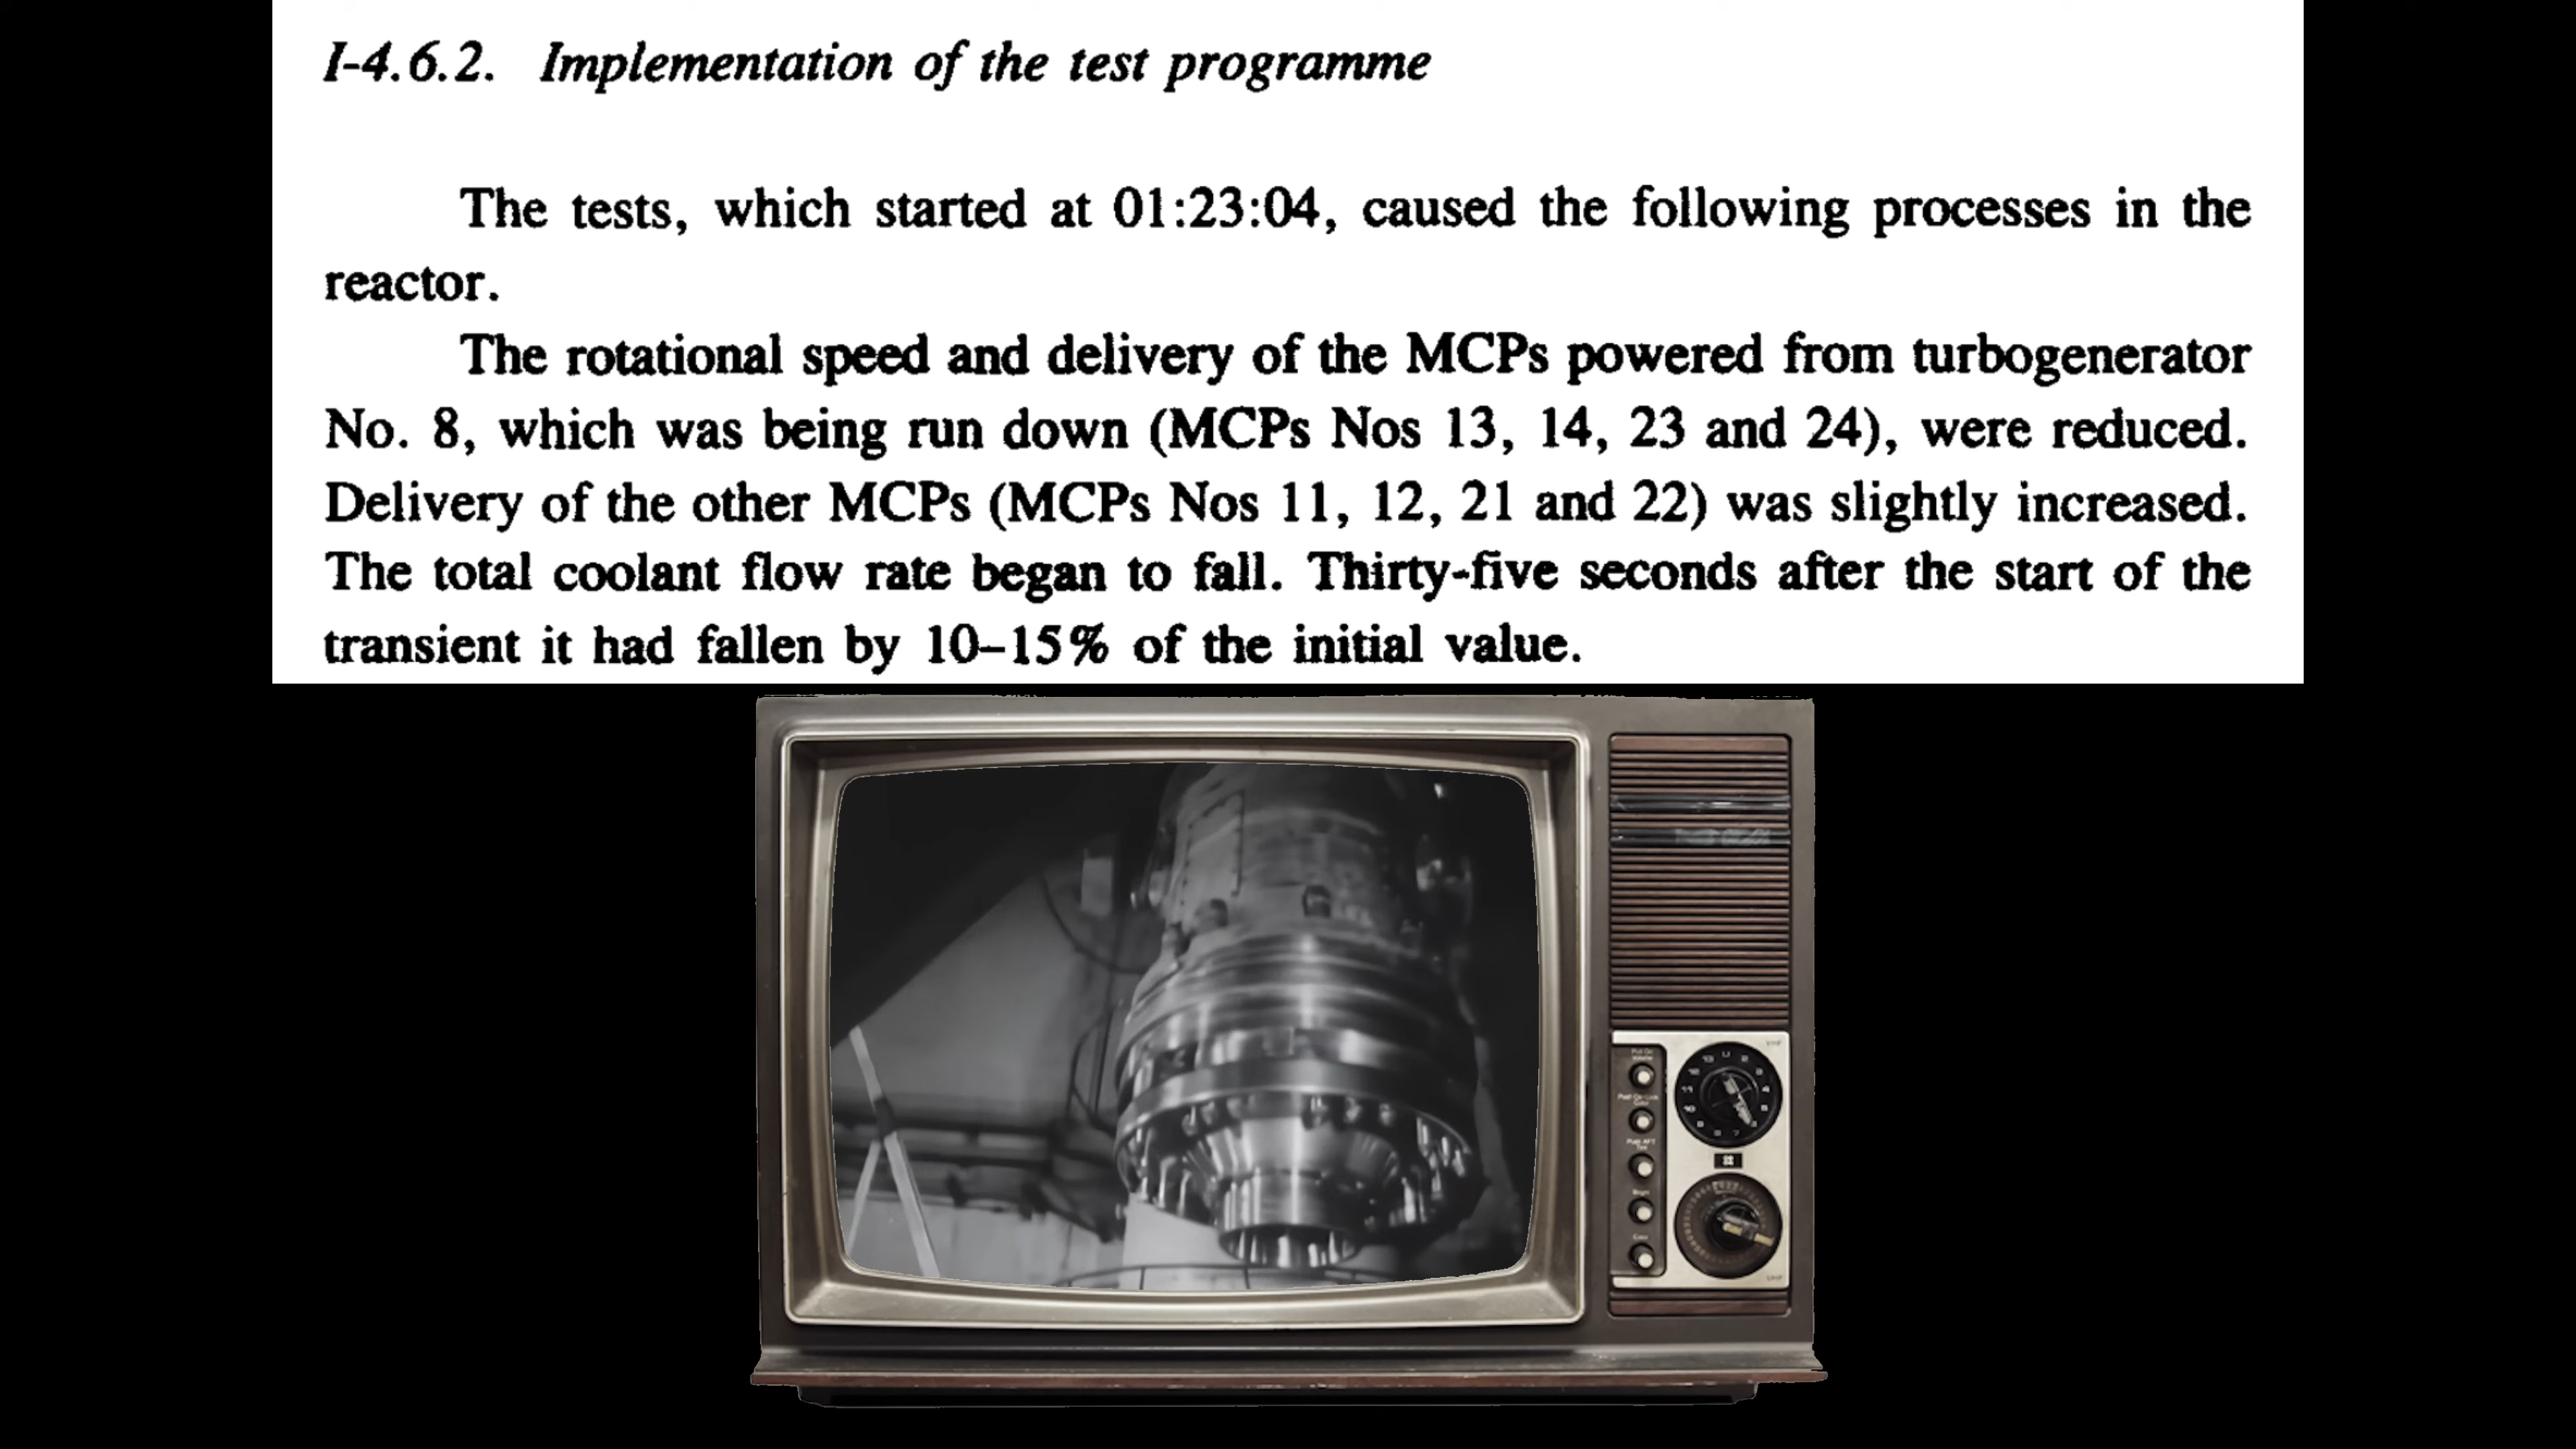 I-4.6.2. Implementation of the test programme
The tests, which started at 01:23:04, caused the following processes in the
reactor.
The rotational speed and delivery of the MCPs powered from turbogenerator
No. 8, which was being run down (MCPs Nos 13, 14, 23 and 24), were reduced.
Delivery of the other MCPs (MCPs Nos 11, 12, 21 and 22) was slightly increased.
The total coolant flow rate began to fall. Thirty-five seconds after the start of the
transient it had fallen by 10–15% of the initial value.
VHF
UHF